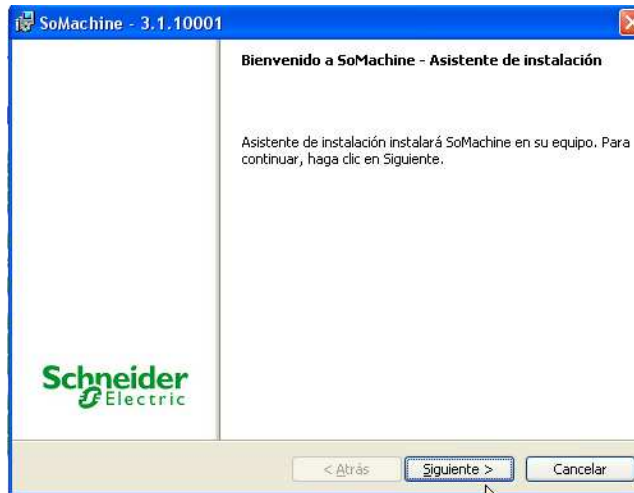 SoMachine - 3.1.10001
Bienvenido a SoMachine - Asistente de instalación
Asistente de instalación instalará SoMachine en su equipo. Para
continuar, haga clic en Siguiente.
Schneider
Electric
< Atrás
Siguiente >
Cancelar